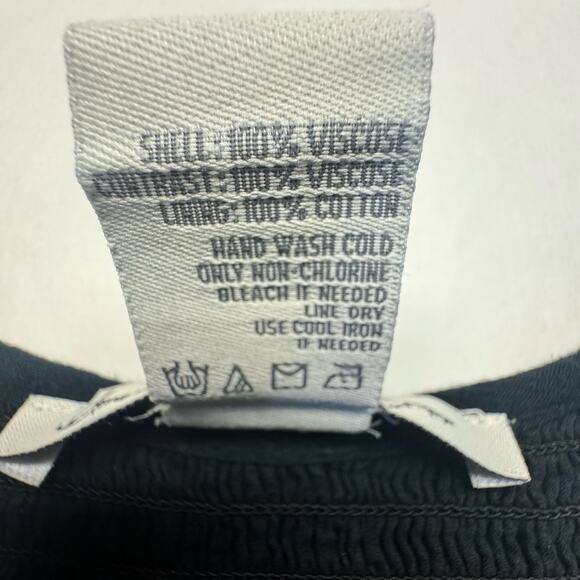 SHELL : 100% VISCOSE
CONTRAST : 100% VISCOSE
LINING : 100% COTTON
HAND WASH COLD
ONLY NON-CHLORINE
BLEACH IF NEEDED
LINE DRY
USE COOL IRON
IF NEEDED